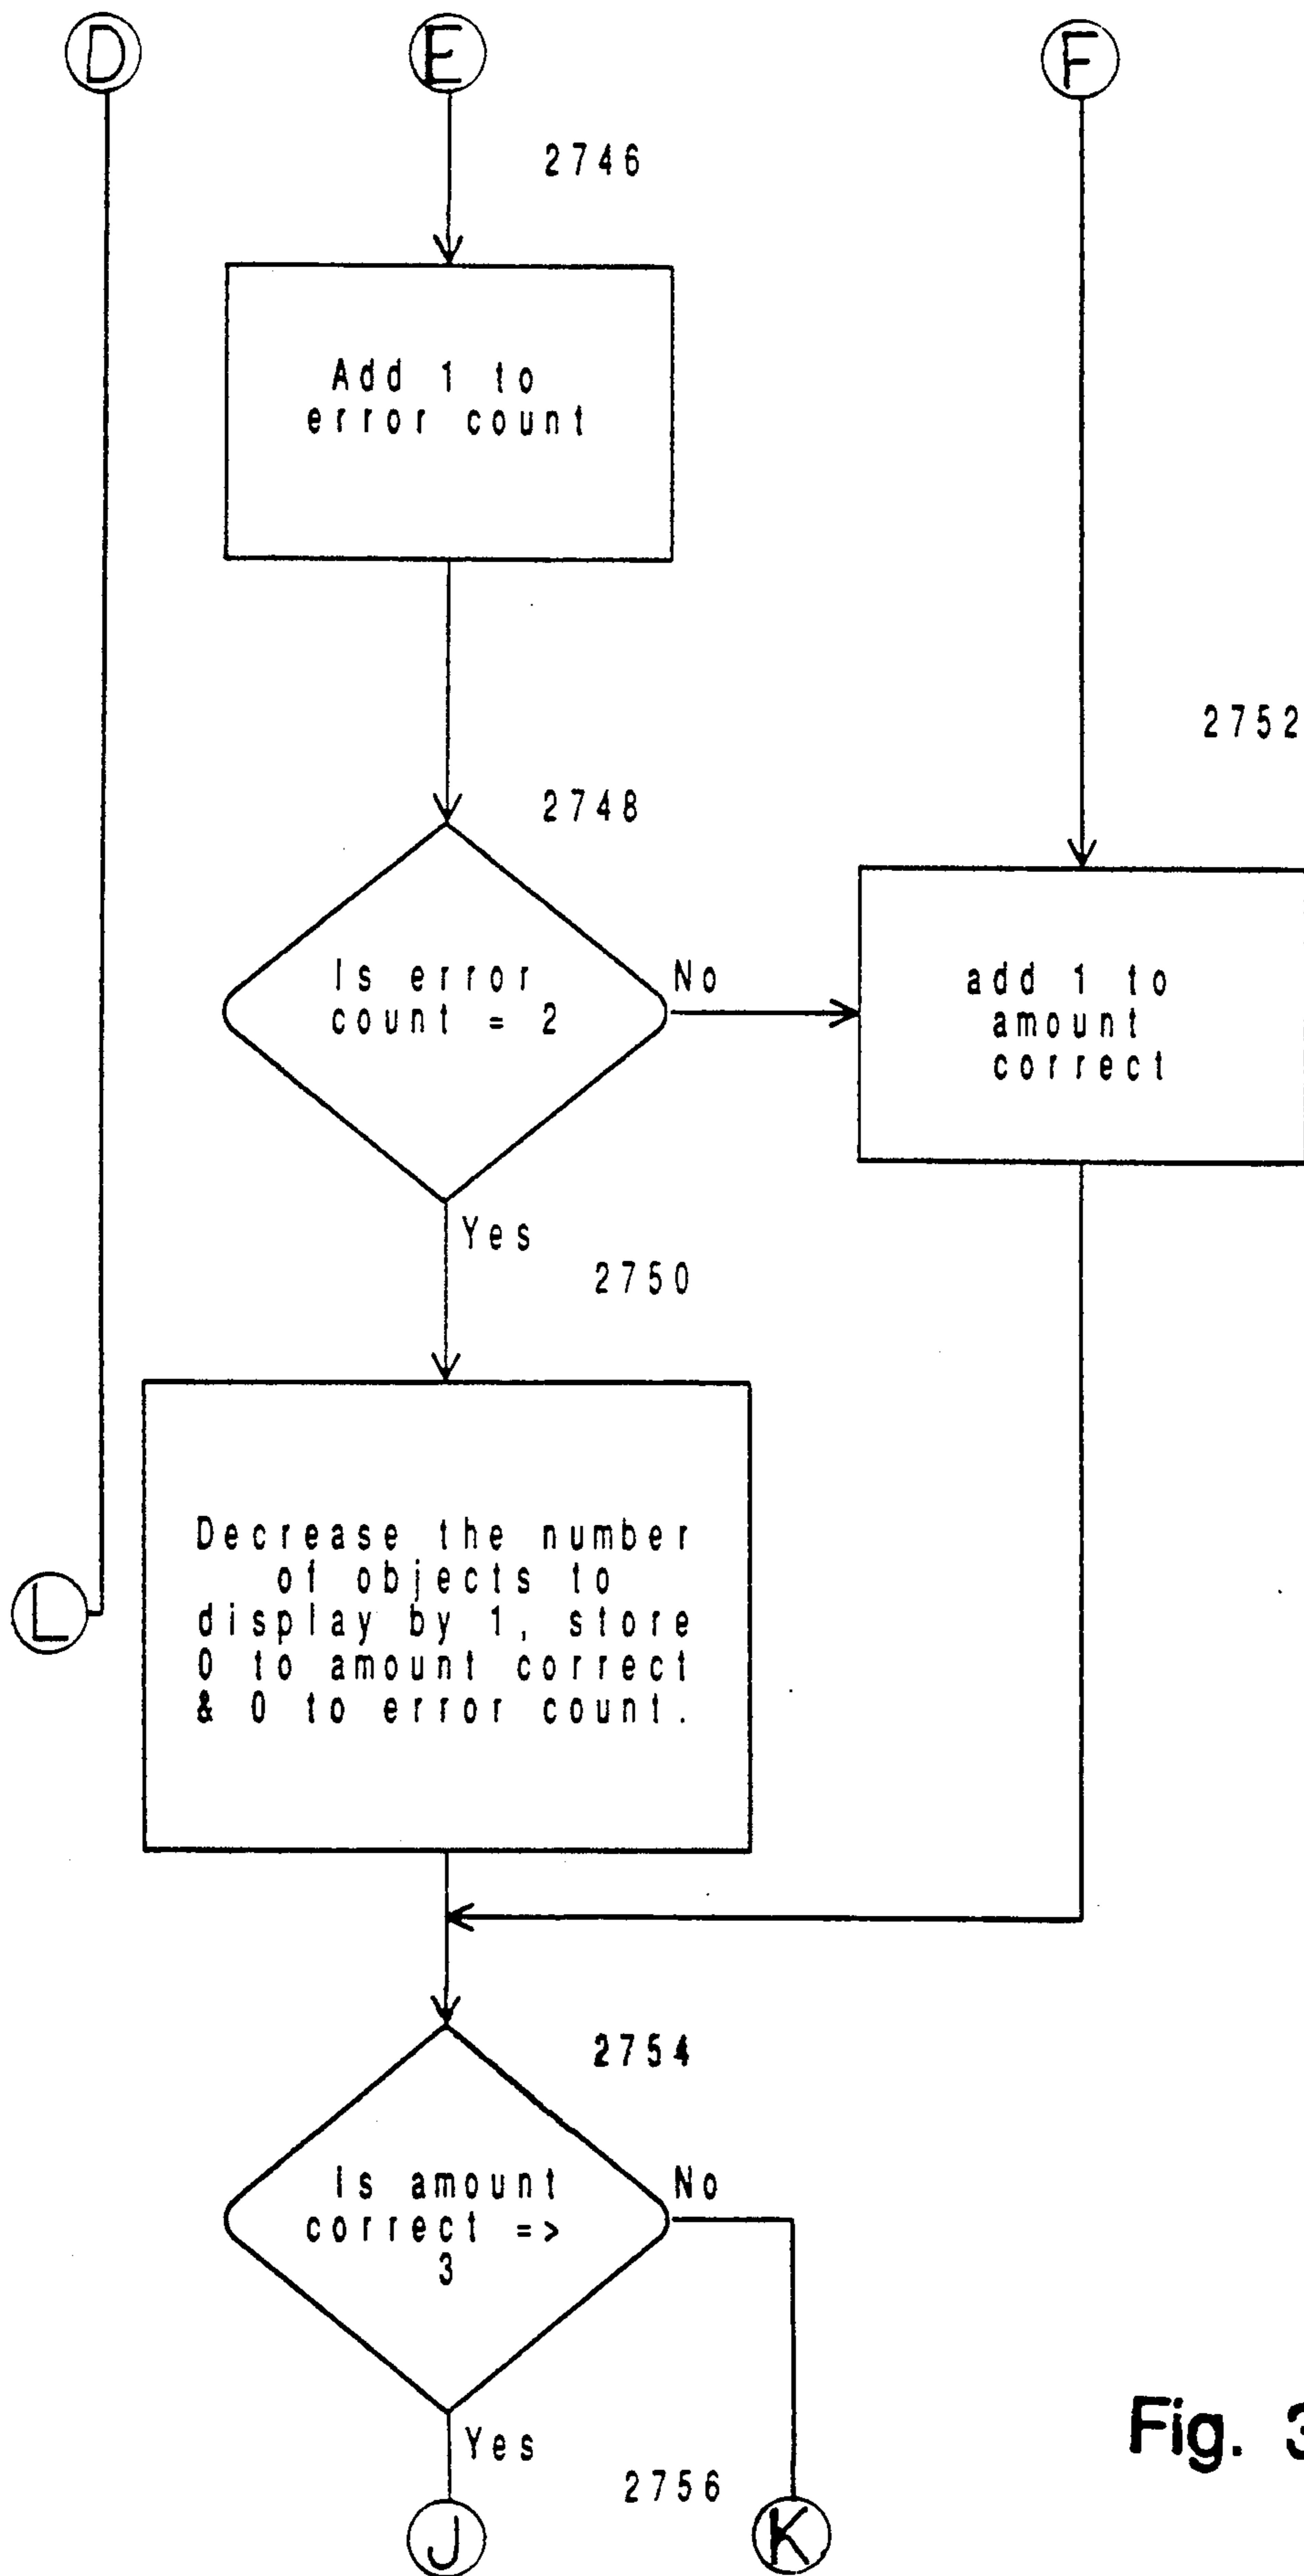 D
E
F
2746
Add 1 to
error count
2752
2748
Is error
count = 2
No
add 1 to
amount
correct
Yes
2750
Decrease the number
of objects to
display by 1, store
0 to amount correct
& 0 to error count.
L
2754
Is amount
correct =>
3
No
Yes
2756
J
K
Fig. 3